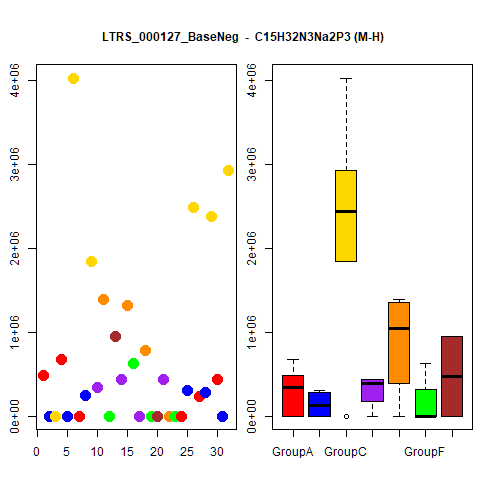 LTRS_000127_BaseNeg - C15H32N3Na2P3 (M-H)
4e+06
3e+06
2e+06
1e+06
0e+00
0 5 10 15 20 25 30
4e+06
3e+06
2e+06
1e+06
0e+00
GroupA GroupC GroupF